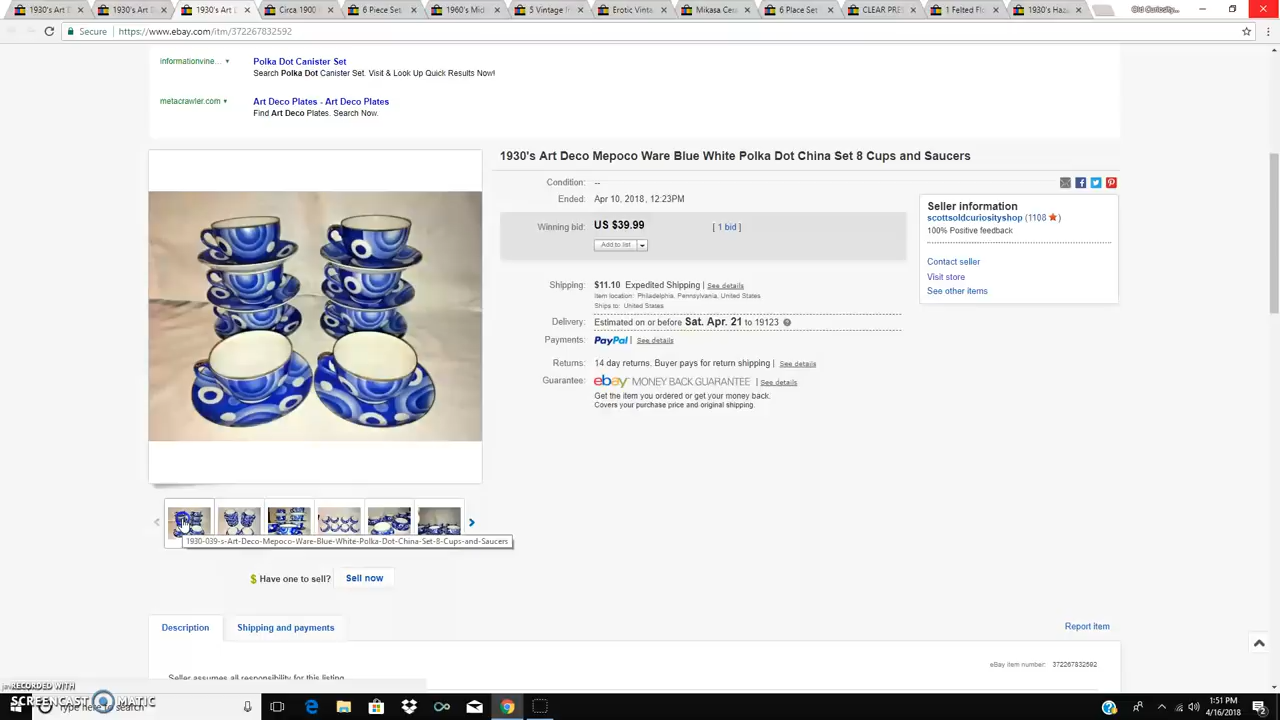 1930's Art D
1930's Art D
1930's Art D
Circa 1900
6 Piece Set
1960's Mid
5 Vintage
Erotic Vinta
Mikasa Cera
6 Place Set
CLEAR PRES
1 Felted Flo
1930's Haz
Old Curiosity...
Secure
https://www.ebay.com/itm/372267832592
informationvine...
Polka Dot Canister Set
Search Polka Dot Canister Set. Visit & Look Up Quick Results Now!
metacrawler.com
Art Deco Plates - Art Deco Plates
Find Art Deco Plates. Search Now.
1930's Art Deco Mepoco Ware Blue White Polka Dot China Set 8 Cups and Saucers
Condition: --
Ended: Apr 10, 2018, 12:23PM
Winning bid: US $39.99 [ 1 bid ]
Add to list
Shipping: $11.10 Expedited Shipping | See details
Item location: Philadelphia, Pennsylvania, United States
Ships to: United States
Delivery: Estimated on or before Sat. Apr. 21 to 19123
Payments: PayPal | See details
Returns: 14 day returns. Buyer pays for return shipping | See details
Guarantee: ebay MONEY BACK GUARANTEE | See details
Get the item you ordered or get your money back.
Covers your purchase price and original shipping.
Seller information
scottsoldcuriosityshop (1108 )
100% Positive feedback
Contact seller
Visit store
See other items
1930-039-s-Art-Deco-Mepoco-Ware-Blue-White-Polka-Dot-China-Set-8-Cups-and-Saucers
$ Have one to sell? Sell now
Description
Shipping and payments
Report item
eBay item number: 372267832592
Seller assumes all responsibility for this listing.
RECORDED WITH
SCREENCAST MATIC
Type here to search
1:51 PM
4/16/2018